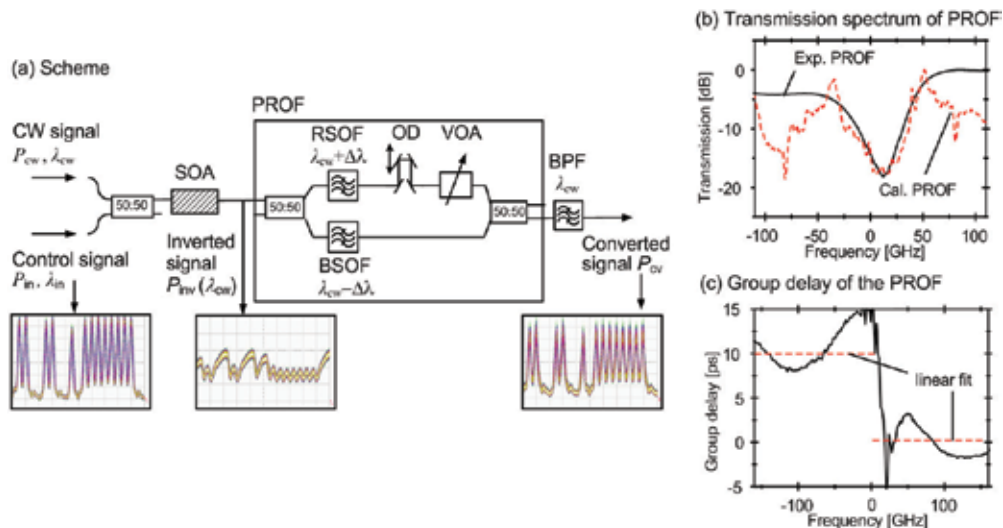 (a) Scheme
CW signal
Pcw, λcw
SOA
50:50
Control signal
Pin, λin
Inverted
signal
Pinv (λcw)
PROF
50:50
RSOF
λcw+Δλ
OD
VOA
BSOF
λcw−Δλ
50:50
BPF
λcw
Converted
signal Pcv
(b) Transmission spectrum of PROF
Transmission [dB]
0
-10
-20
Exp. PROF
Cal. PROF
-100 -50 0 50 100
Frequency [GHz]
(c) Group delay of the PROF
Group delay [ps]
15
10
5
0
-5
linear fit
-100 0 100
Frequency [GHz]